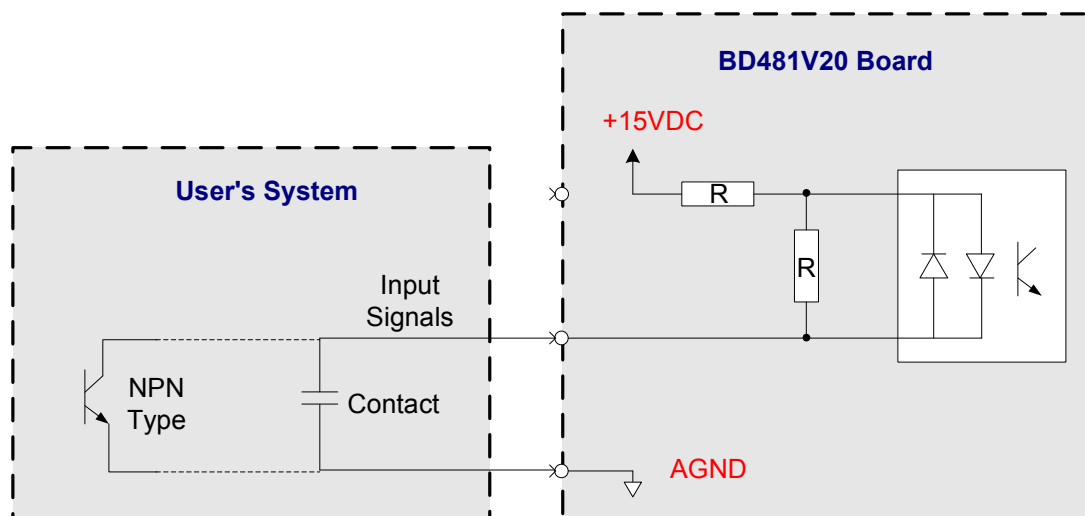 BD481V20 Board
+15VDC
User's System
R
R
Input
Signals
NPN
Type
Contact
AGND